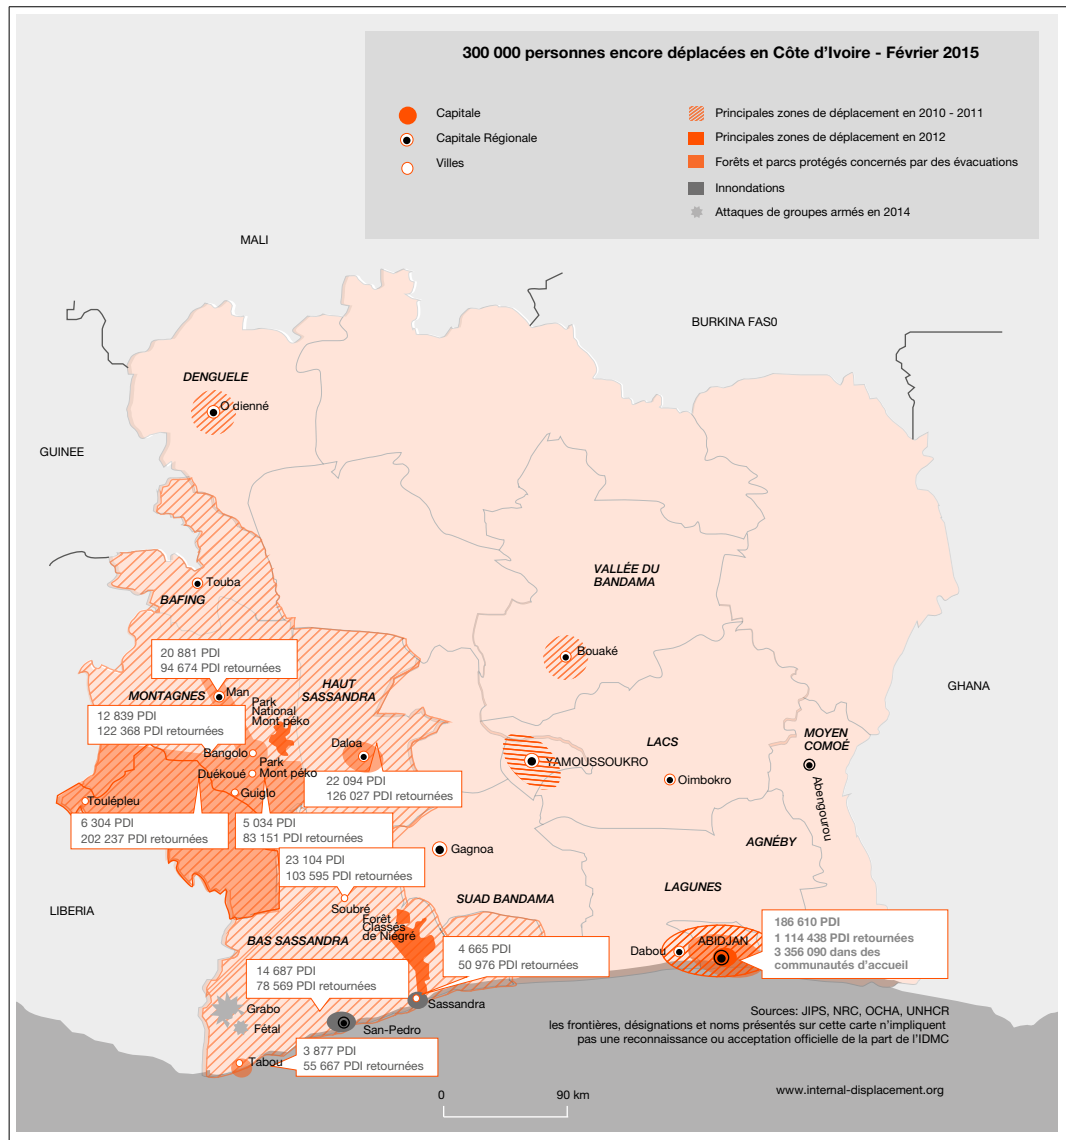 300 000 personnes encore déplacées en Côte d'Ivoire - Février 2015
Capitale
Capitale Régionale
Villes
Principales zones de déplacement en 2010 - 2011
Principales zones de déplacement en 2012
Forêts et parcs protégés concernés par des évacuations
Innondations
Attaques de groupes armés en 2014
MALI
BURKINA FAS0
DENGUELE
O dienné
GUINEE
VALLÉE DU
BANDAMA
Touba
BAFING
Bouaké
20 881 PDI
94 674 PDI retournées
GHANA
MONTAGNES
Man
HAUT
SASSANDRA
Park
National
Mont péko
12 839 PDI
122 368 PDI retournées
Bangolo
Park
Mont péko
Duékoué
Guiglo
Toulépleu
Daloa
22 094 PDI
126 027 PDI retournées
YAMOUSSOUKRO
LACS
Oimbokro
MOYEN
COMOÉ
Abengourou
6 304 PDI
202 237 PDI retournées
5 034 PDI
83 151 PDI retournées
23 104 PDI
103 595 PDI retournées
Gagnoa
AGNÉBY
LIBERIA
Soubré
SUAD BANDAMA
LAGUNES
Forêt
Classés
de Niégré
BAS SASSANDRA
4 665 PDI
50 976 PDI retournées
Dabou
ABIDJAN
186 610 PDI
1 114 438 PDI retournées
3 356 090 dans des
communautés d'accueil
14 687 PDI
78 569 PDI retournées
Grabo
Fétal
Sassandra
San-Pedro
Tabou
3 877 PDI
55 667 PDI retournées
Sources: JIPS, NRC, OCHA, UNHCR
les frontières, désignations et noms présentés sur cette carte n'impliquent
pas une reconnaissance ou acceptation officielle de la part de l'IDMC
0
90 km
www.internal-displacement.org